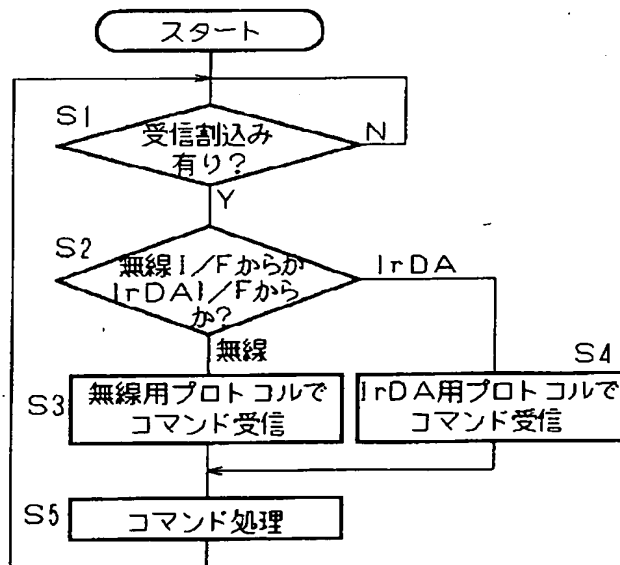 スタート
S1
受信割込み
有り?
N
Y
S2
無線I/Fからか
IrDAI/Fから
か?
IrDA
無線
S3
無線用プロトコルで
コマンド受信
S4
IrDA用プロトコルで
コマンド受信
S5
コマンド処理